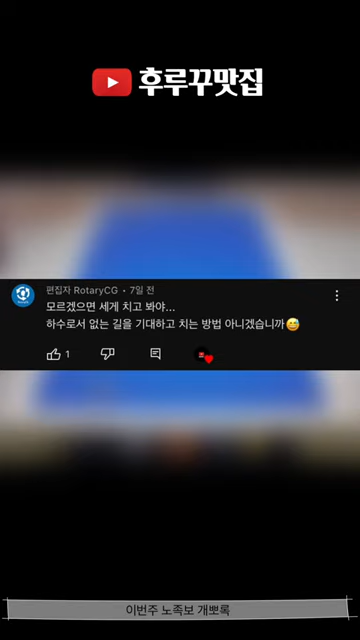 후루꾸맛집
편집자 RotaryCG • 7일 전
모르겠으면 세게 치고 봐야...
하수로서 없는 길을 기대하고 치는 방법 아니겠습니까😅
1
이번주 노족보 개뽀록